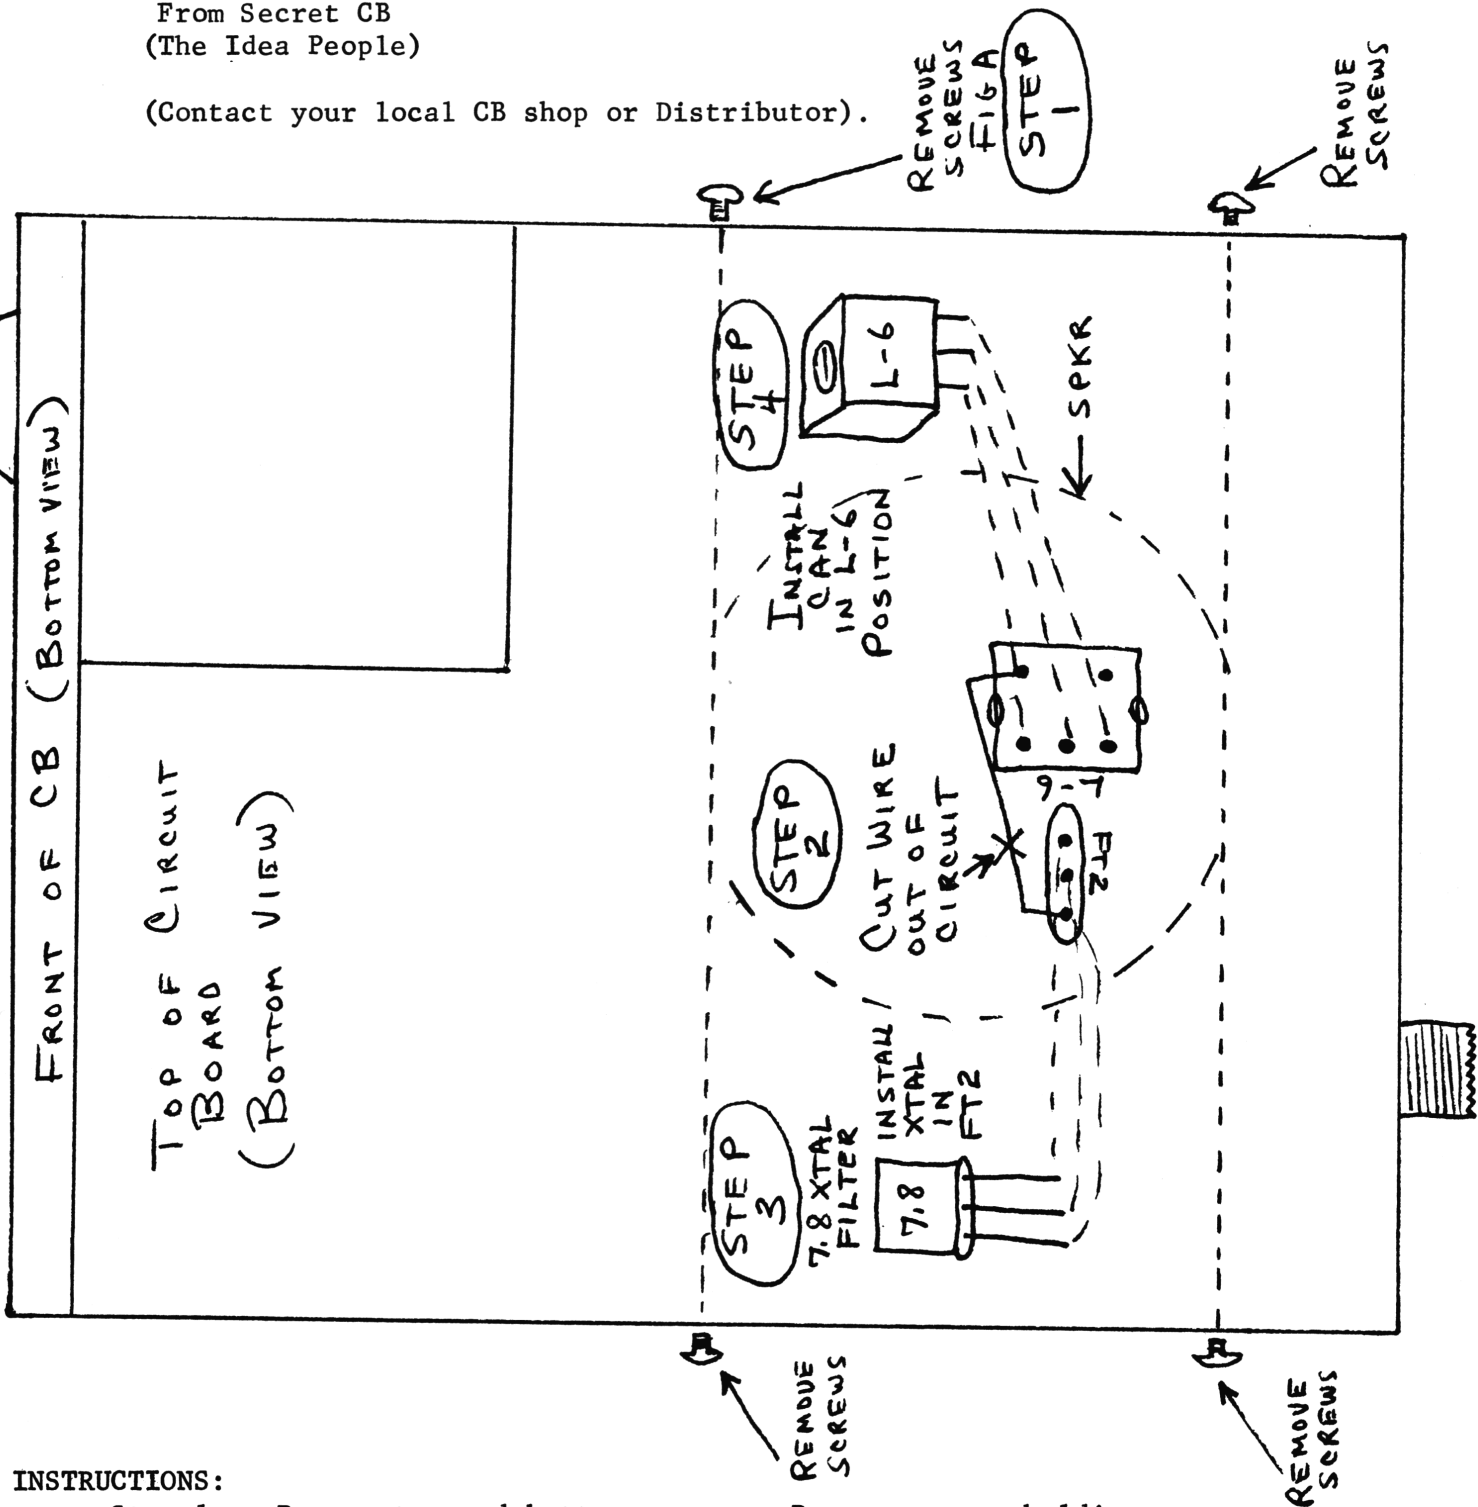 From Secret CB
(The Idea People)
(Contact your local CB shop or Distributor).
REMOVE
SCREWS
FIG A
STEP
1
REMOVE
SCREWS
FRONT OF CB (BOTTOM VIEW)
TOP OF CIRCUIT
BOARD
(BOTTOM VIEW)
STEP
4
L-6
INSTALL
CAN
IN L-6
POSITION
SPKR
STEP
2
CUT WIRE
OUT OF
CIRCUIT
L-6
FT2
STEP
3
7.8 XTAL
FILTER
7.8
INSTALL
XTAL
IN
FT2
REMOVE
SCREWS
REMOVE
SCREWS
INSTRUCTIONS: